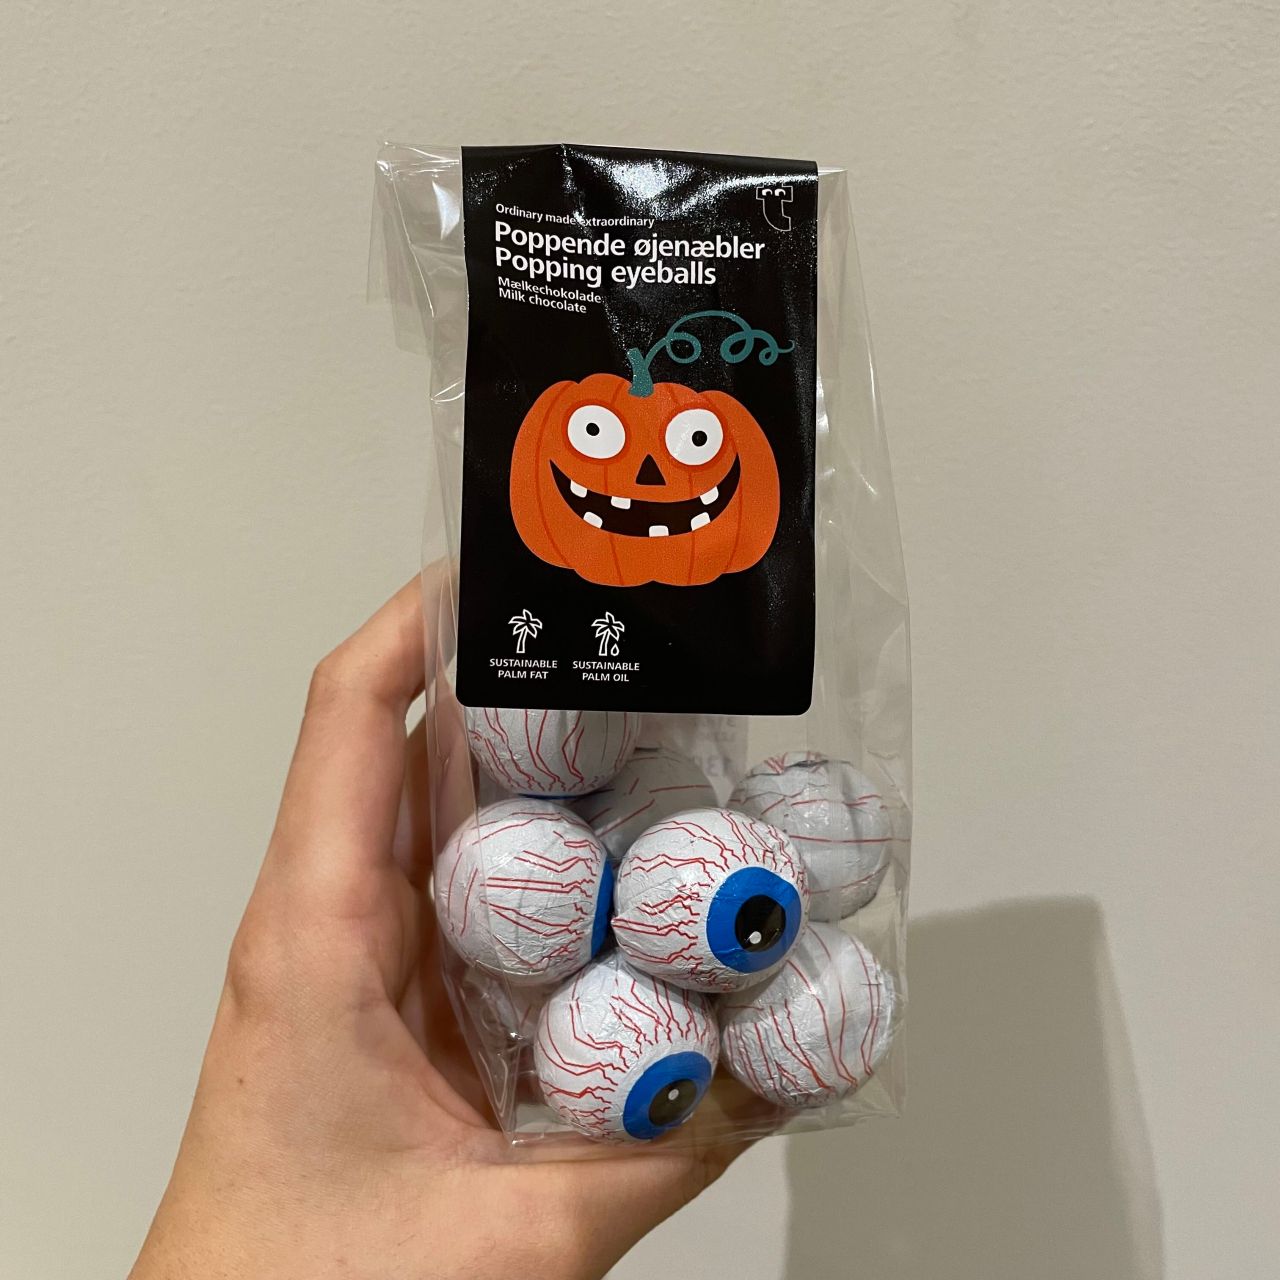 Ordinary made extraordinary
Poppende øjenæbler
Popping eyeballs
Mælkechokolade
Milk chocolate
SUSTAINABLE
PALM FAT
SUSTAINABLE
PALM OIL